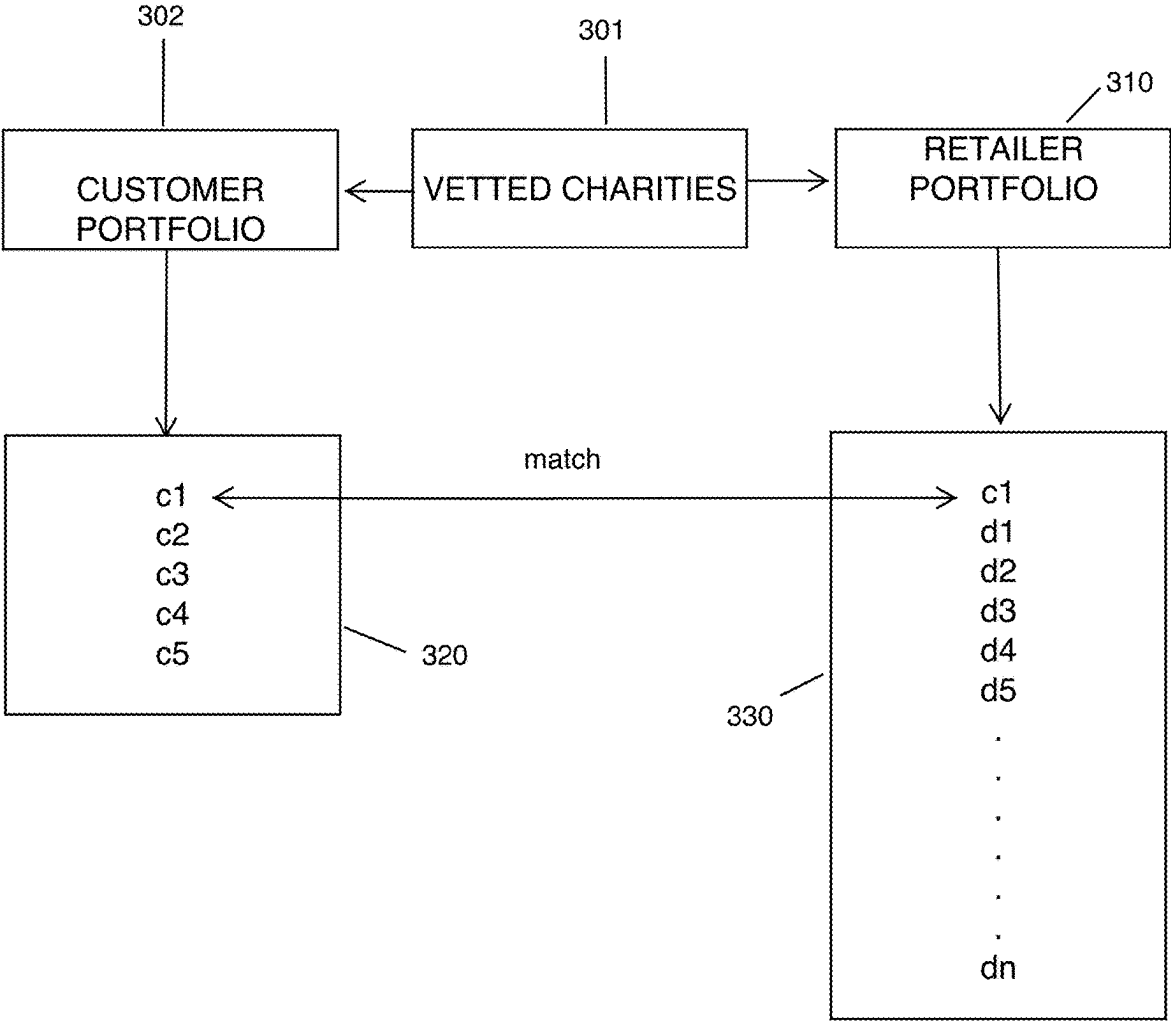 302
301
310
CUSTOMER
PORTFOLIO
VETTED CHARITIES
RETAILER
PORTFOLIO
match
c1
c2
c3
c4
c5
320
c1
d1
d2
d3
d4
d5
.
.
.
.
.
.
dn
330